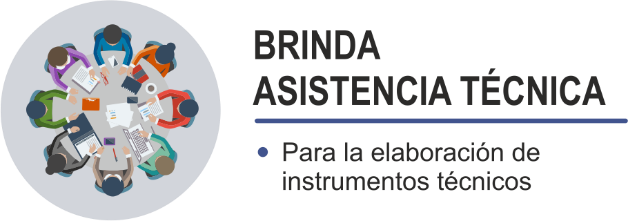 BRINDA
ASISTENCIA TÉCNICA
• Para la elaboración de
instrumentos técnicos